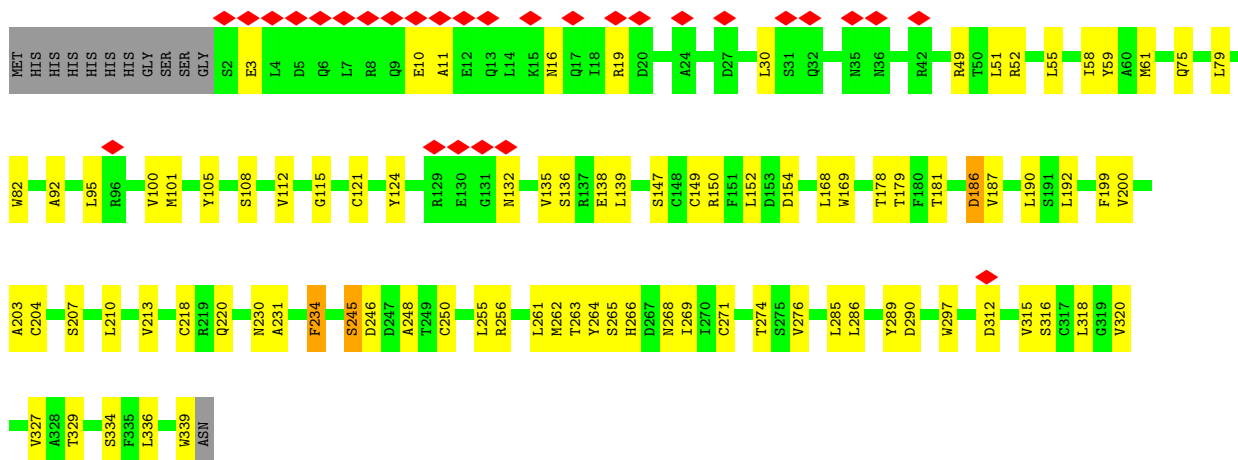 MET HIS HIS HIS HIS HIS HIS GLY SER SER GLY S2 E3 L4 D5 Q6 L7 R8 Q9 E10 A11 E12 Q13 L14 K15 N16 Q17 I18 R19 D20 A24 D27 L30 S31 Q32 N35 N36 R42 R49 T50 L51 R52 L55 I58 Y59 A60 M61 Q75 L79
W82 A92 L95 R96 V100 M101 Y105 S108 V112 G115 C121 Y124 R129 E130 G131 N132 V135 S136 R137 E138 L139 S147 C148 C149 R150 F151 L152 D153 D154 L168 W169 T178 T179 F180 T181 D186 V187 L190 S191 L192 F199 V200
A203 C204 S207 L210 V213 C218 R219 Q220 N230 A231 F234 S245 D246 D247 A248 T249 C250 L255 R256 L261 M262 T263 Y264 S265 H266 D267 N268 I269 I270 C271 T274 S275 V276 L285 L286 Y289 D290 W297 D312 V315 S316 C317 L318 G319 V320
V327 A328 T329 S334 F335 L336 W339 ASN